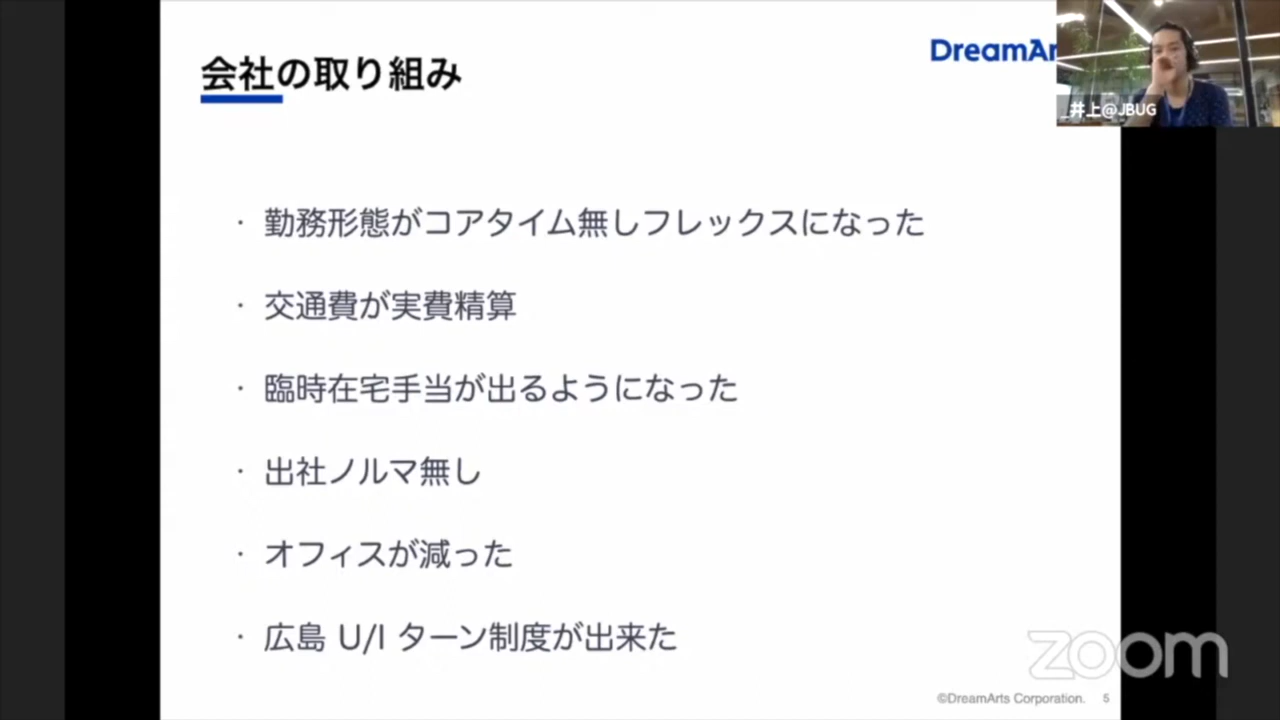 会社の取り組み
DreamAr
_井上@JBUG
・ 勤務形態がコアタイム無しフレックスになった
・ 交通費が実費精算
・ 臨時在宅手当が出るようになった
・ 出社ノルマ無し
・ オフィスが減った
・ 広島 U/I ターン制度が出来た
zoom
©DreamArts Corporation. 5